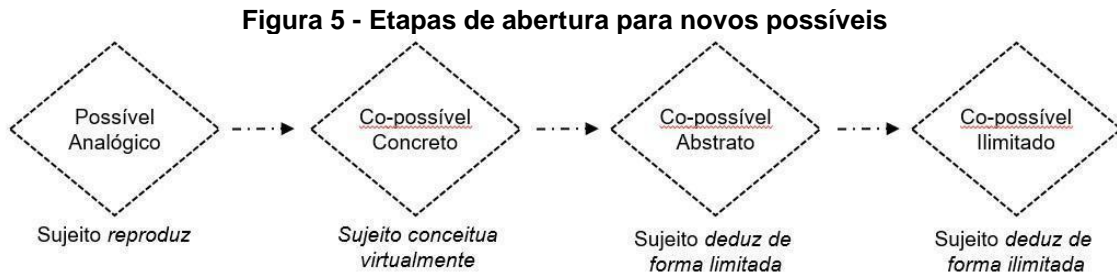 Figura 5 - Etapas de abertura para novos possíveis
Possível
Analógico
Co-possível
Concreto
Co-possível
Abstrato
Co-possível
Ilimitado
Sujeito reproduz
Sujeito conceitua
virtualmente
Sujeito deduz de
forma limitada
Sujeito deduz de
forma ilimitada